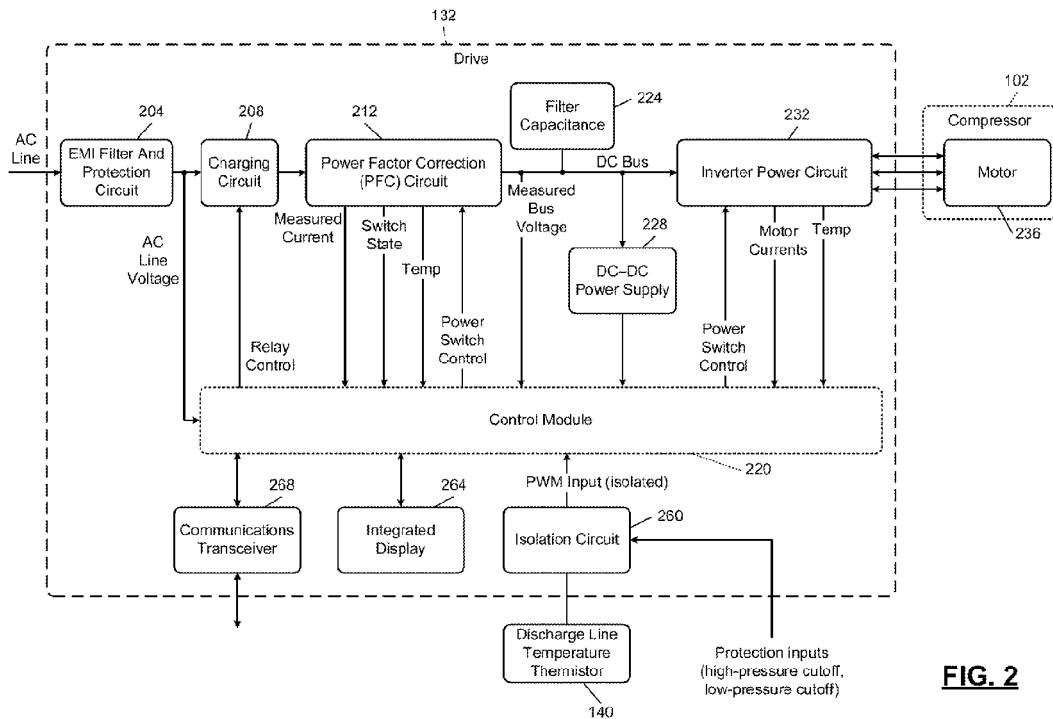 132
Drive
204
208
212
Filter
Capacitance
224
232
102
Compressor
AC
Line
EMI Filter And
Protection
Circuit
Charging
Circuit
Power Factor Correction
(PFC) Circuit
DC Bus
Inverter Power Circuit
Motor
236
AC
Line
Voltage
Measured
Current
Switch
State
Temp
Power
Switch
Control
Measured
Bus
Voltage
228
DC-DC
Power Supply
Motor
Currents
Temp
Power
Switch
Control
Relay
Control
Control Module
220
268
264
PWM Input (isolated)
260
Communications
Transceiver
Integrated
Display
Isolation Circuit
Discharge Line
Temperature
Thermistor
140
Protection inputs
(high-pressure cutoff,
low-pressure cutoff)
FIG. 2